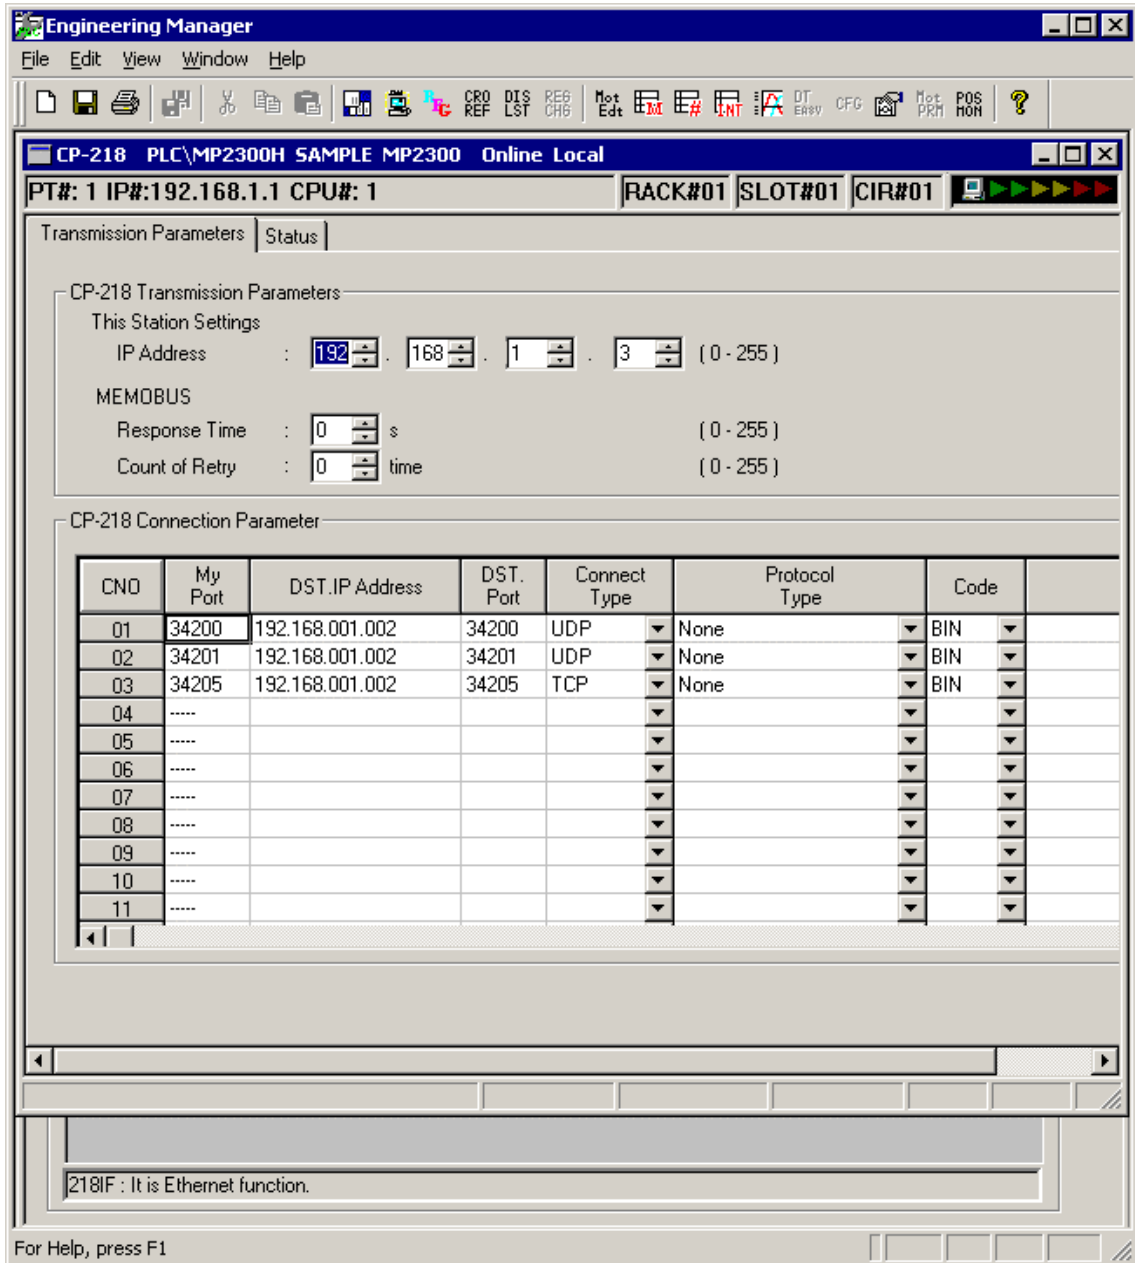 Engineering Manager
File Edit View Window Help
CRO REF DIS LST REG CHG Mot Edt M # INT DT EASY CFG Mot PRM POS MON ?
CP-218 PLC\MP2300H SAMPLE MP2300 Online Local
PT#: 1 IP#:192.168.1.1 CPU#: 1 RACK#01 SLOT#01 CIR#01
Transmission Parameters Status
CP-218 Transmission Parameters
This Station Settings
IP Address : 192 . 168 . 1 . 3 ( 0 - 255 )
MEMOBUS
Response Time : 0 s ( 0 - 255 )
Count of Retry : 0 time ( 0 - 255 )
CP-218 Connection Parameter
CNO My Port DST.IP Address DST. Port Connect Type Protocol Type Code
01 34200 192.168.001.002 34200 UDP None BIN
02 34201 192.168.001.002 34201 UDP None BIN
03 34205 192.168.001.002 34205 TCP None BIN
04 -----
05 -----
06 -----
07 -----
08 -----
09 -----
10 -----
11 -----
218IF : It is Ethernet function.
For Help, press F1